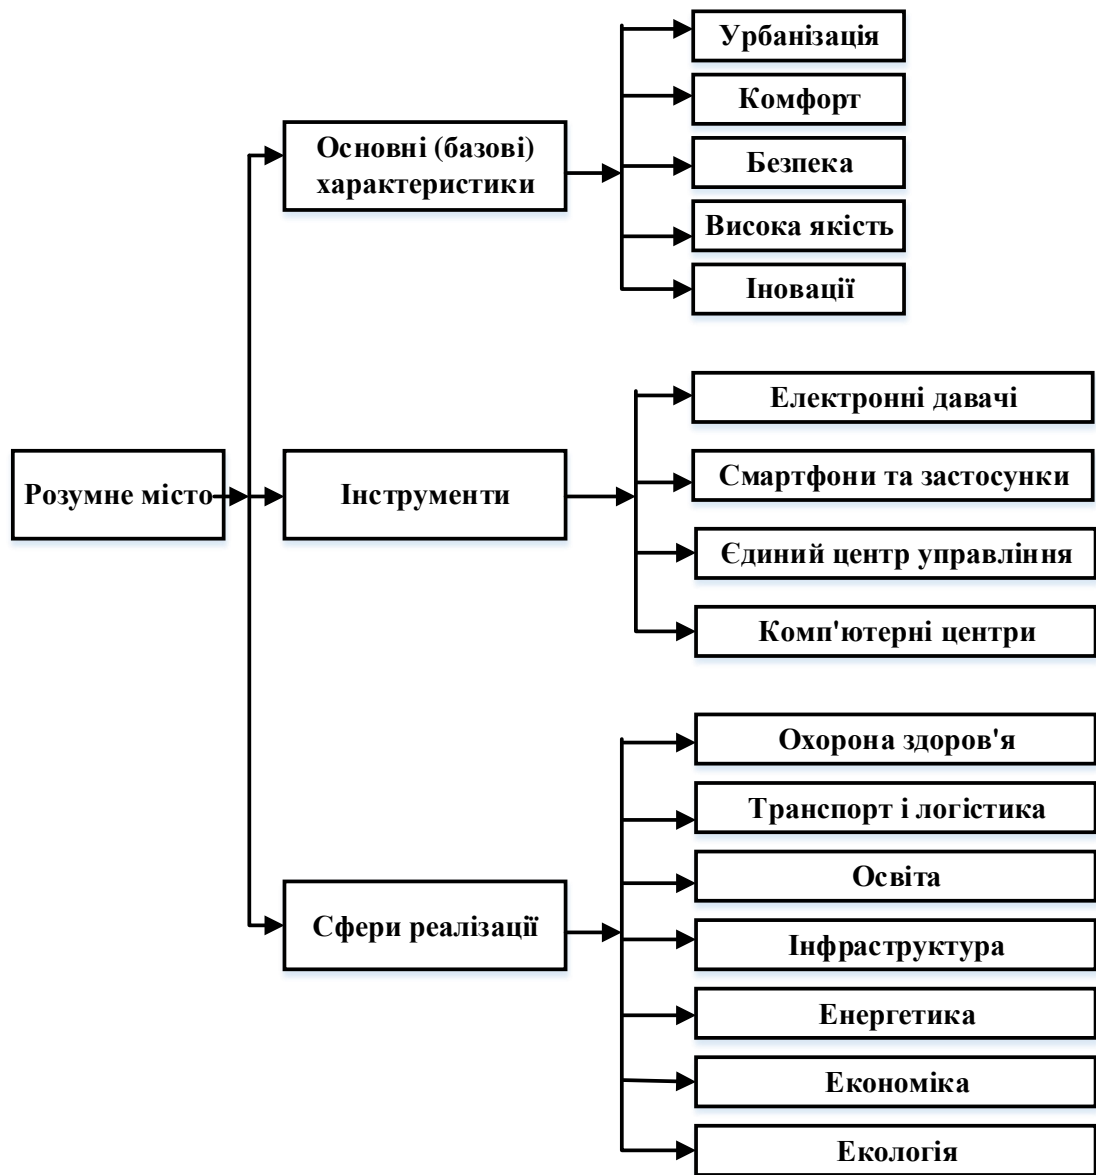 Розумне місто
Основні (базові)
характеристики
Урбанізація
Комфорт
Безпека
Висока якість
Іновації
Інструменти
Електронні давачі
Смартфони та застосунки
Єдиний центр управління
Комп'ютерні центри
Сфери реалізації
Охорона здоров'я
Транспорт і логістика
Освіта
Інфраструктура
Енергетика
Економіка
Екологія